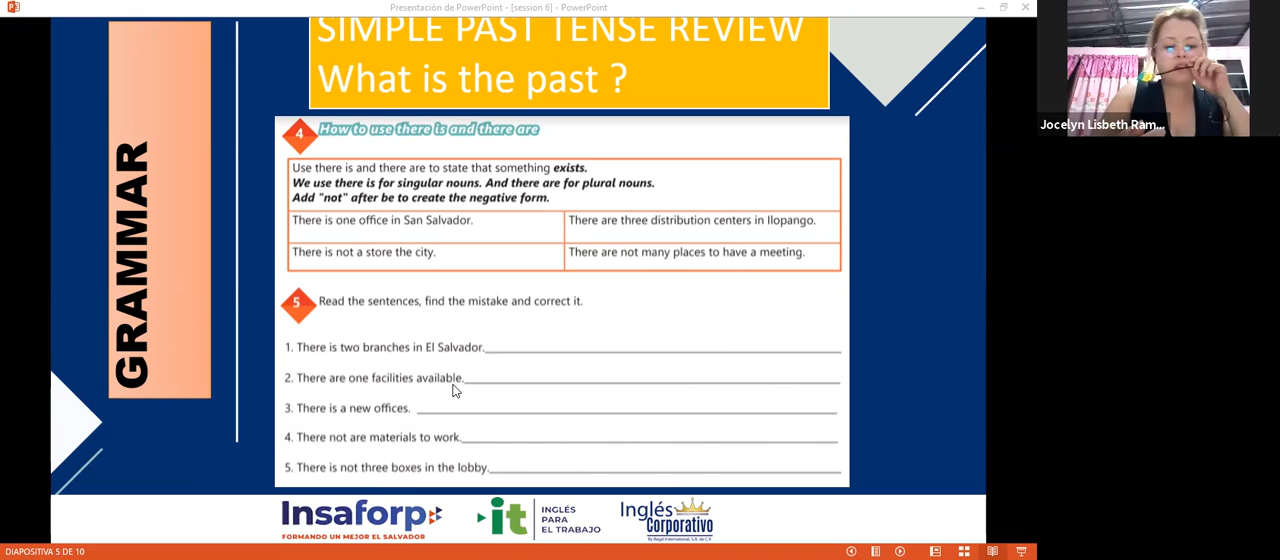 Presentación de PowerPoint - [session 6] - PowerPoint
SIMPLE PAST TENSE REVIEW
What is the past ?
GRAMMAR
4 How to use there is and there are
Use there is and there are to state that something exists.
We use there is for singular nouns. And there are for plural nouns.
Add "not" after be to create the negative form.
There is one office in San Salvador.
There are three distribution centers in Ilopango.
There is not a store the city.
There are not many places to have a meeting.
5 Read the sentences, find the mistake and correct it.
1. There is two branches in El Salvador.
2. There are one facilities available.
3. There is a new offices.
4. There not are materials to work.
5. There is not three boxes in the lobby.
Insaforp
FORMANDO UN MEJOR EL SALVADOR
it
INGLÉS
PARA
EL TRABAJO
Inglés
Corporativo
By Regal International, S.A. de C.V.
Jocelyn Lisbeth Ram...
DIAPOSITIVA 5 DE 10